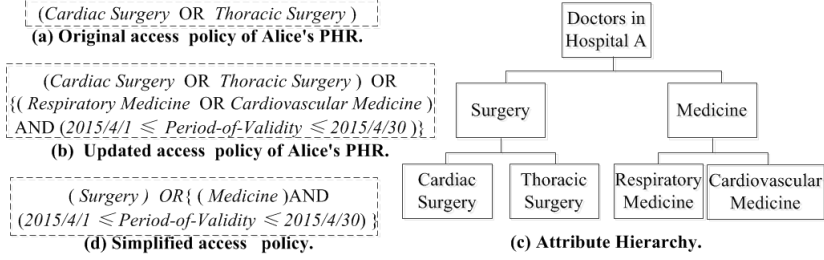 (Cardiac Surgery OR Thoracic Surgery )
(a) Original access policy of Alice's PHR.
(Cardiac Surgery OR Thoracic Surgery ) OR
{( Respiratory Medicine OR Cardiovascular Medicine )
AND (2015/4/1 ≤ Period-of-Validity ≤ 2015/4/30 )}
(b) Updated access policy of Alice's PHR.
( Surgery ) OR{ ( Medicine )AND
(2015/4/1 ≤ Period-of-Validity ≤ 2015/4/30) }
(d) Simplified access policy.
Doctors in
Hospital A
Surgery
Medicine
Cardiac
Surgery
Thoracic
Surgery
Respiratory
Medicine
Cardiovascular
Medicine
(c) Attribute Hierarchy.